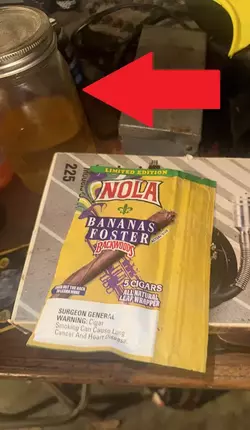 LIMITED EDITION
NOLA
BANANAS
FOSTER
BACKWOODS
5 CIGARS
ALL NATURAL
LEAF WRAPPER
SURGEON GENERAL
WARNING: Cigar
Smoking Can Cause Lung
Cancer And Heart Disease.
225